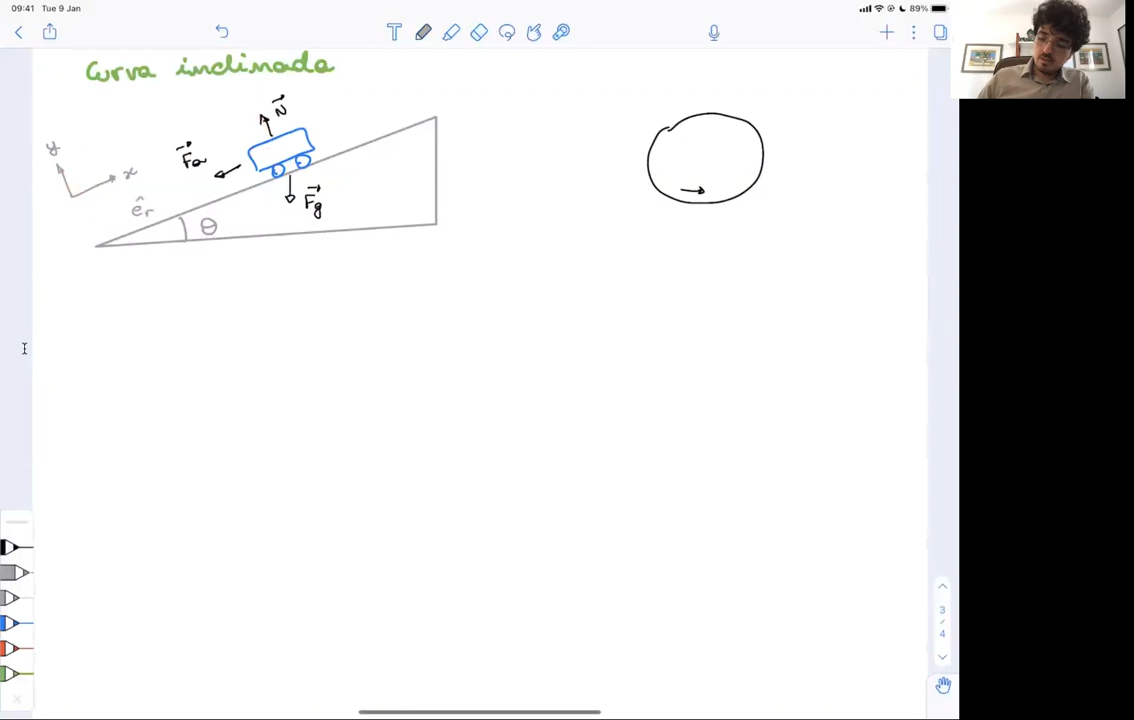 09:41 Tue 9 Jan
89%
T
Curva inclinada
N
y
Fa
x
êr
Fg
θ
3
/
4